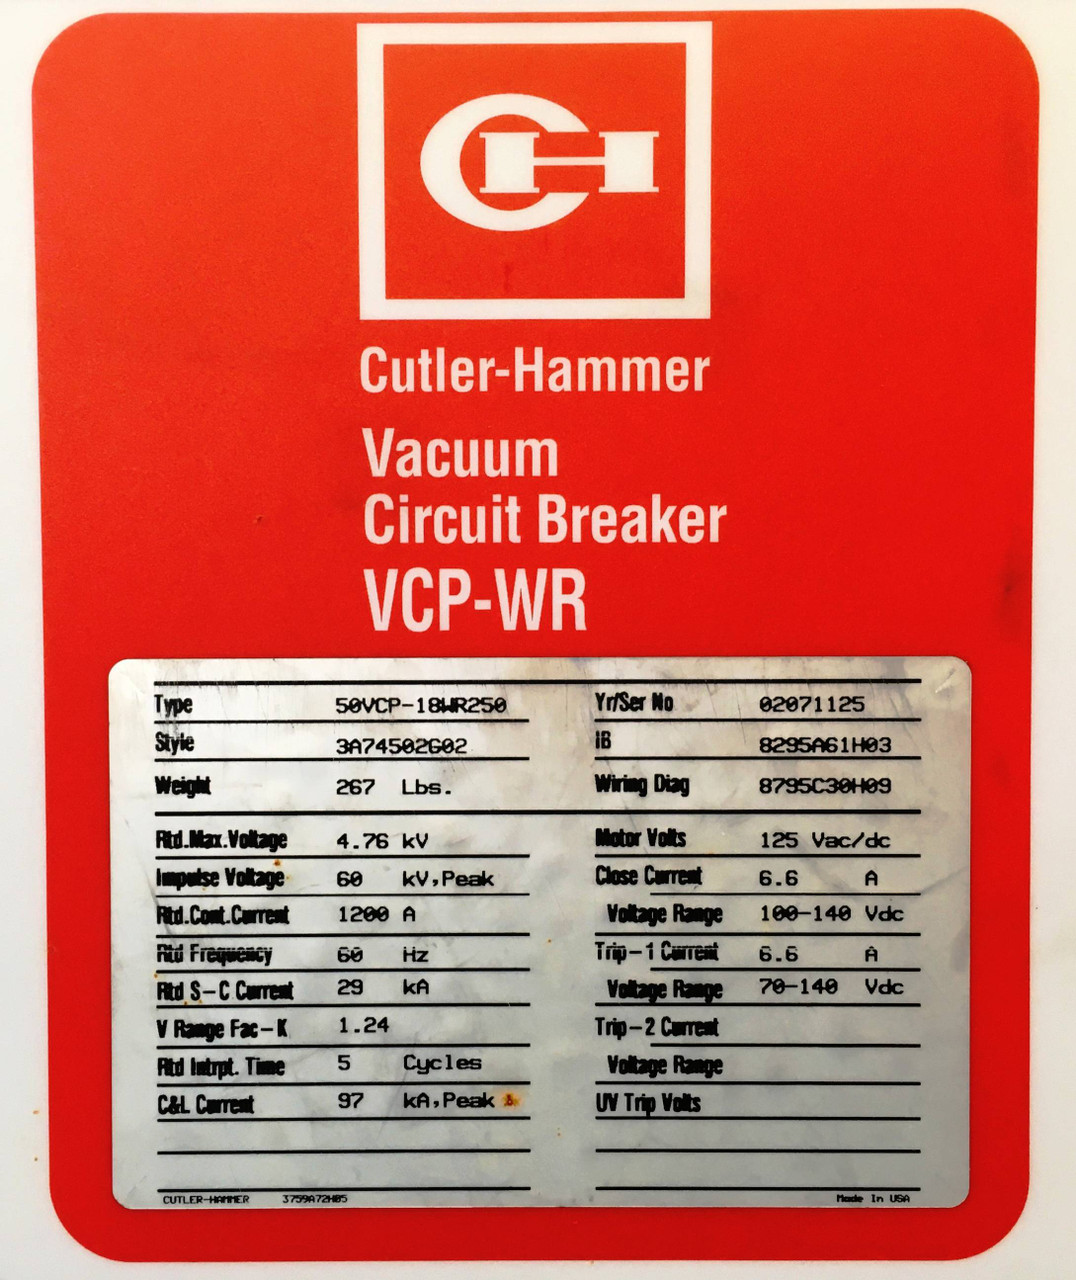 CH
Cutler-Hammer
Vacuum
Circuit Breaker
VCP-WR
Type 50VCP-18WR250
Style 3A74502G02
Weight 267 Lbs.
Yr/Ser No 02071125
IB 8295A61H03
Wiring Diag 8795C30H09
Rtd.Max.Voltage 4.76 kV
Impulse Voltage 60 kV,Peak
Rtd.Cont.Current 1200 A
Rtd Frequency 60 Hz
Rtd S-C Current 29 kA
V Range Fac-K 1.24
Rtd Intrpt. Time 5 Cycles
C&L Current 97 kA,Peak
Motor Volts 125 Vac/dc
Close Current 6.6 A
Voltage Range 100-140 Vdc
Trip-1 Current 6.6 A
Voltage Range 70-140 Vdc
Trip-2 Current
Voltage Range
UV Trip Volts
CUTLER-HAMMER 3759A72H05
Made In USA